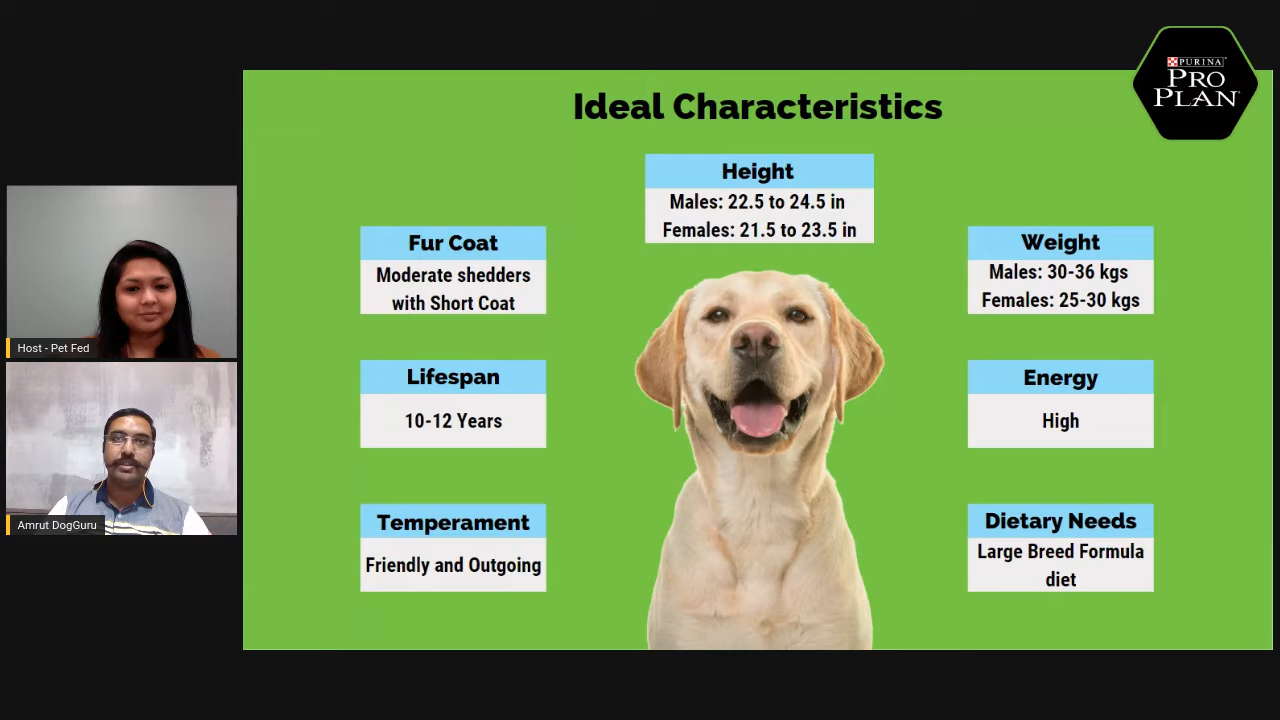 PURINA
PRO
PLAN
Ideal Characteristics
Height
Males: 22.5 to 24.5 in
Females: 21.5 to 23.5 in
Fur Coat
Moderate shedders
with Short Coat
Weight
Males: 30-36 kgs
Females: 25-30 kgs
Lifespan
10-12 Years
Energy
High
Temperament
Friendly and Outgoing
Dietary Needs
Large Breed Formula
diet
Host - Pet Fed
Amrut DogGuru